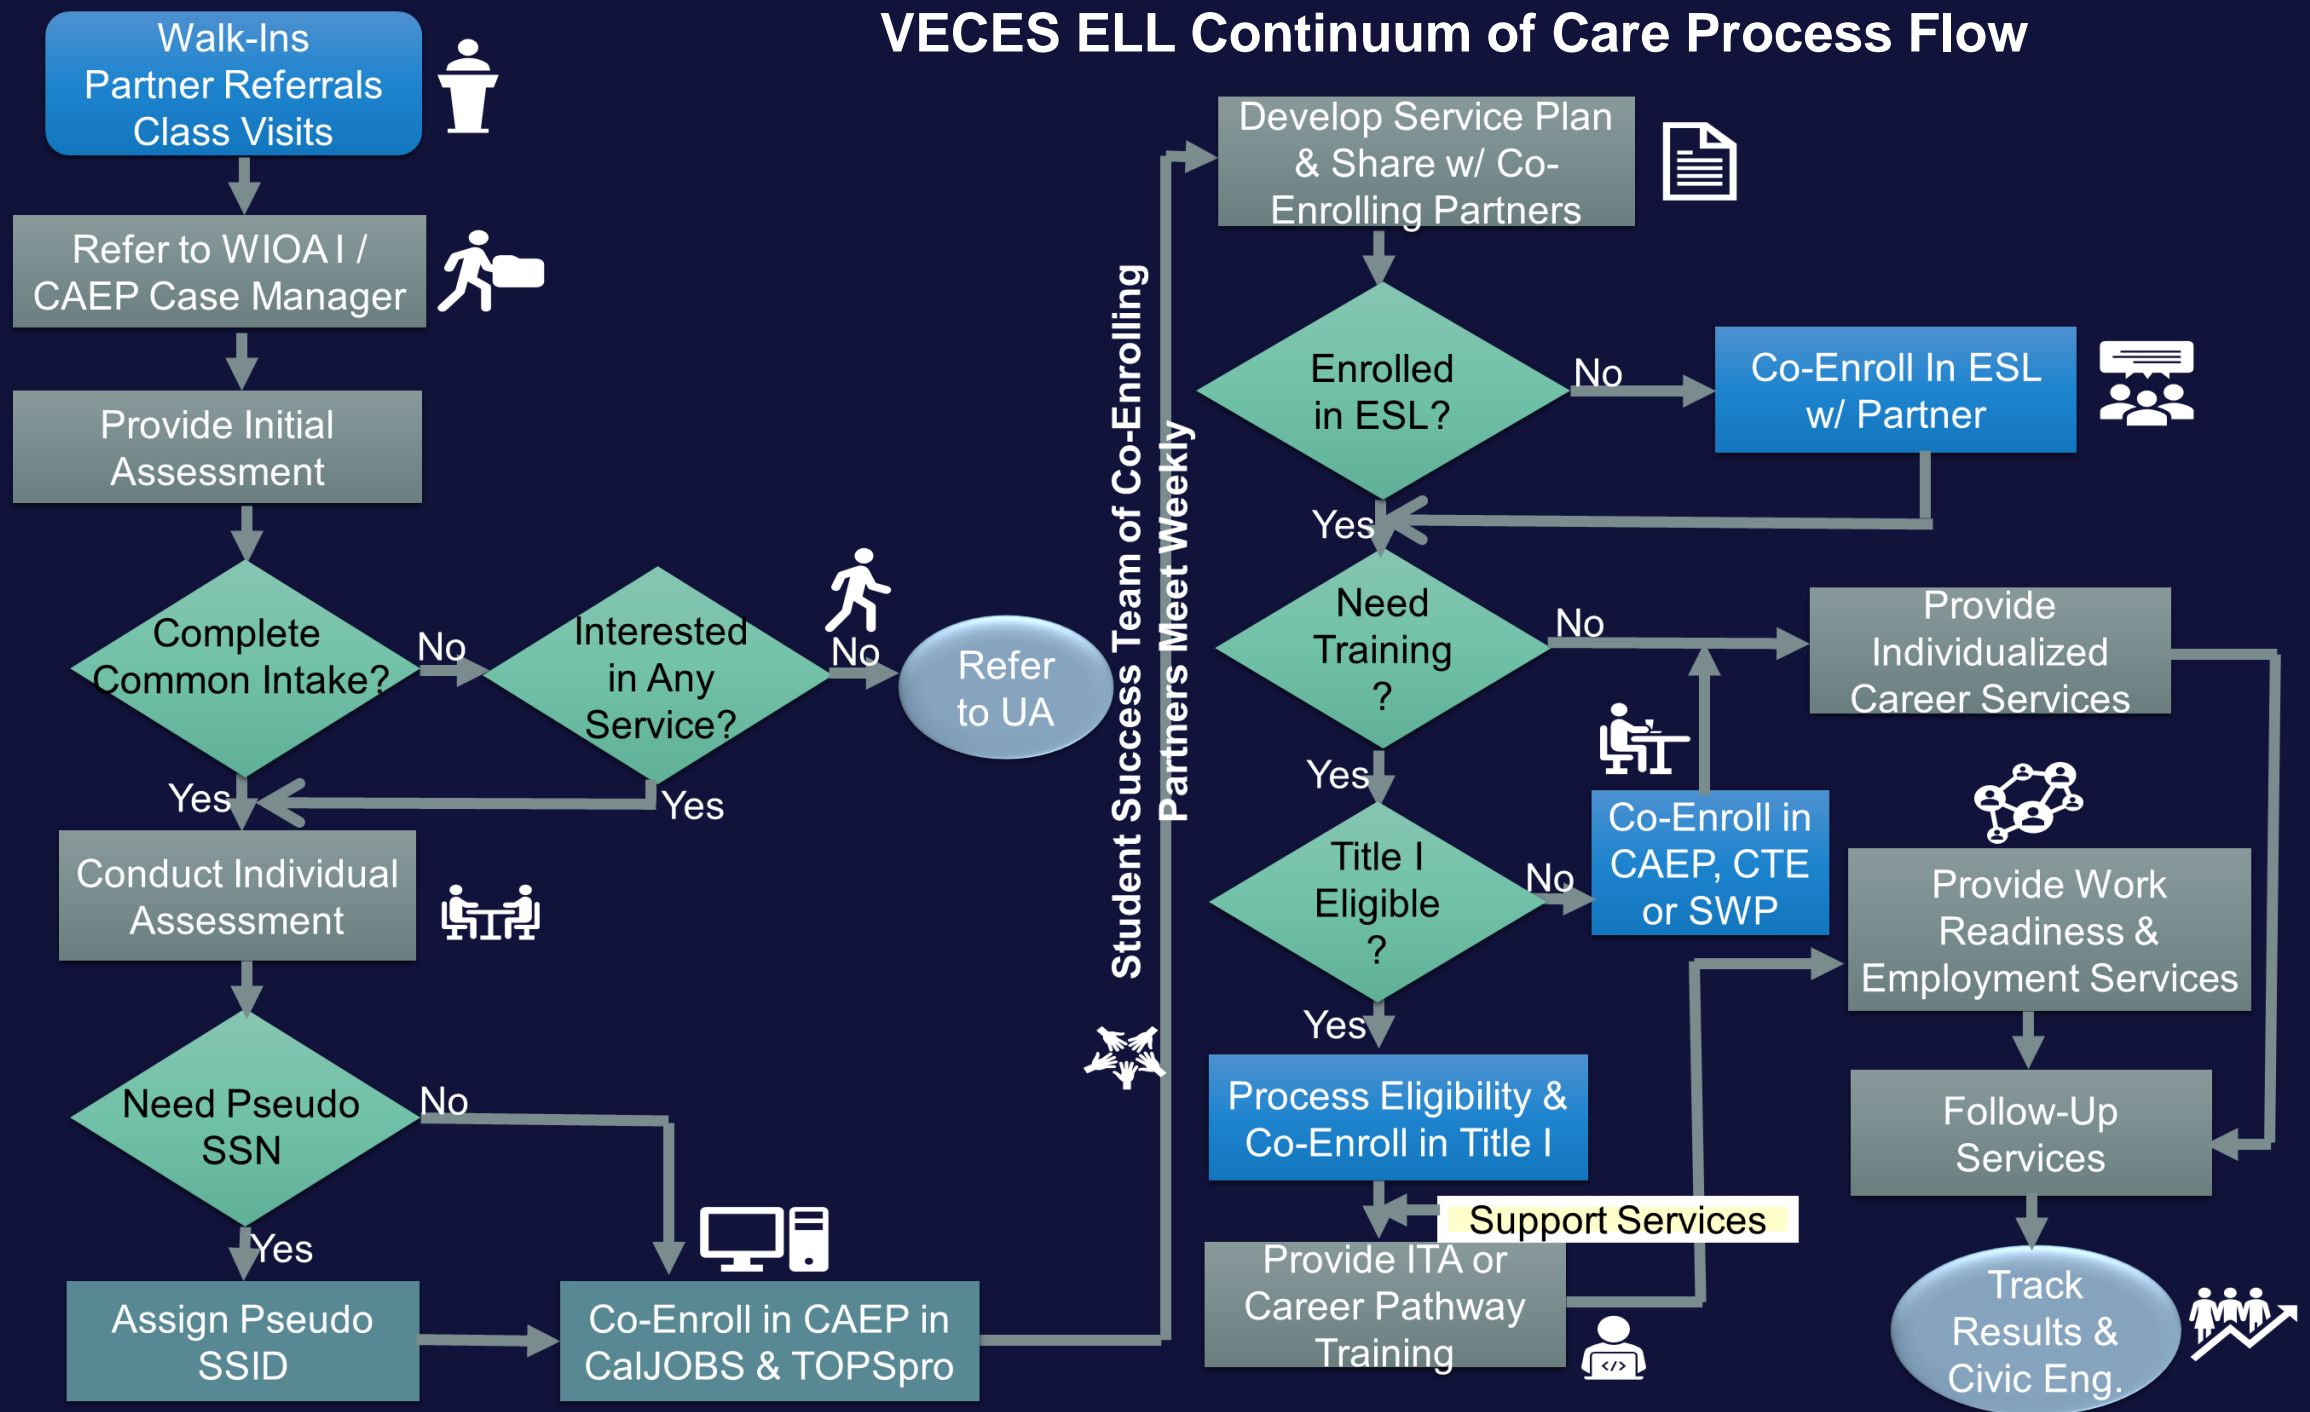 VECES ELL Continuum of Care Process Flow
Walk-Ins
Partner Referrals
Class Visits
Refer to WIOA I /
CAEP Case Manager
Provide Initial
Assessment
Complete
Common Intake?
No
Interested
in Any
Service?
No
Refer
to UA
Yes
Yes
Conduct Individual
Assessment
Need Pseudo
SSN
No
Yes
Assign Pseudo
SSID
Co-Enroll in CAEP in
CalJOBS & TOPSpro
Student Success Team of Co-Enrolling
Partners Meet Weekly
Develop Service Plan
& Share w/ Co-
Enrolling Partners
Enrolled
in ESL?
No
Co-Enroll In ESL
w/ Partner
Yes
Need
Training
?
No
Provide
Individualized
Career Services
Yes
Title I
Eligible
?
No
Co-Enroll in
CAEP, CTE
or SWP
Provide Work
Readiness &
Employment Services
Yes
Process Eligibility &
Co-Enroll in Title I
Support Services
Provide ITA or
Career Pathway
Training
Follow-Up
Services
Track
Results &
Civic Eng.